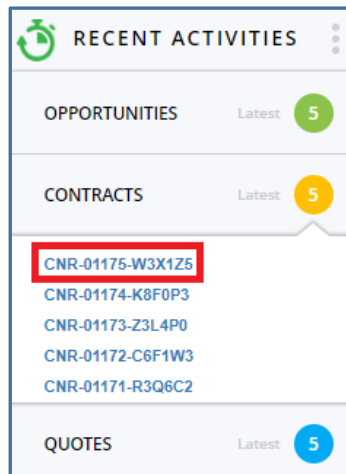 RECENT ACTIVITIES
OPPORTUNITIES Latest 5
CONTRACTS Latest 5
CNR-01175-W3X1Z5
CNR-01174-K8F0P3
CNR-01173-Z3L4P0
CNR-01172-C6F1W3
CNR-01171-R3Q6C2
QUOTES Latest 5